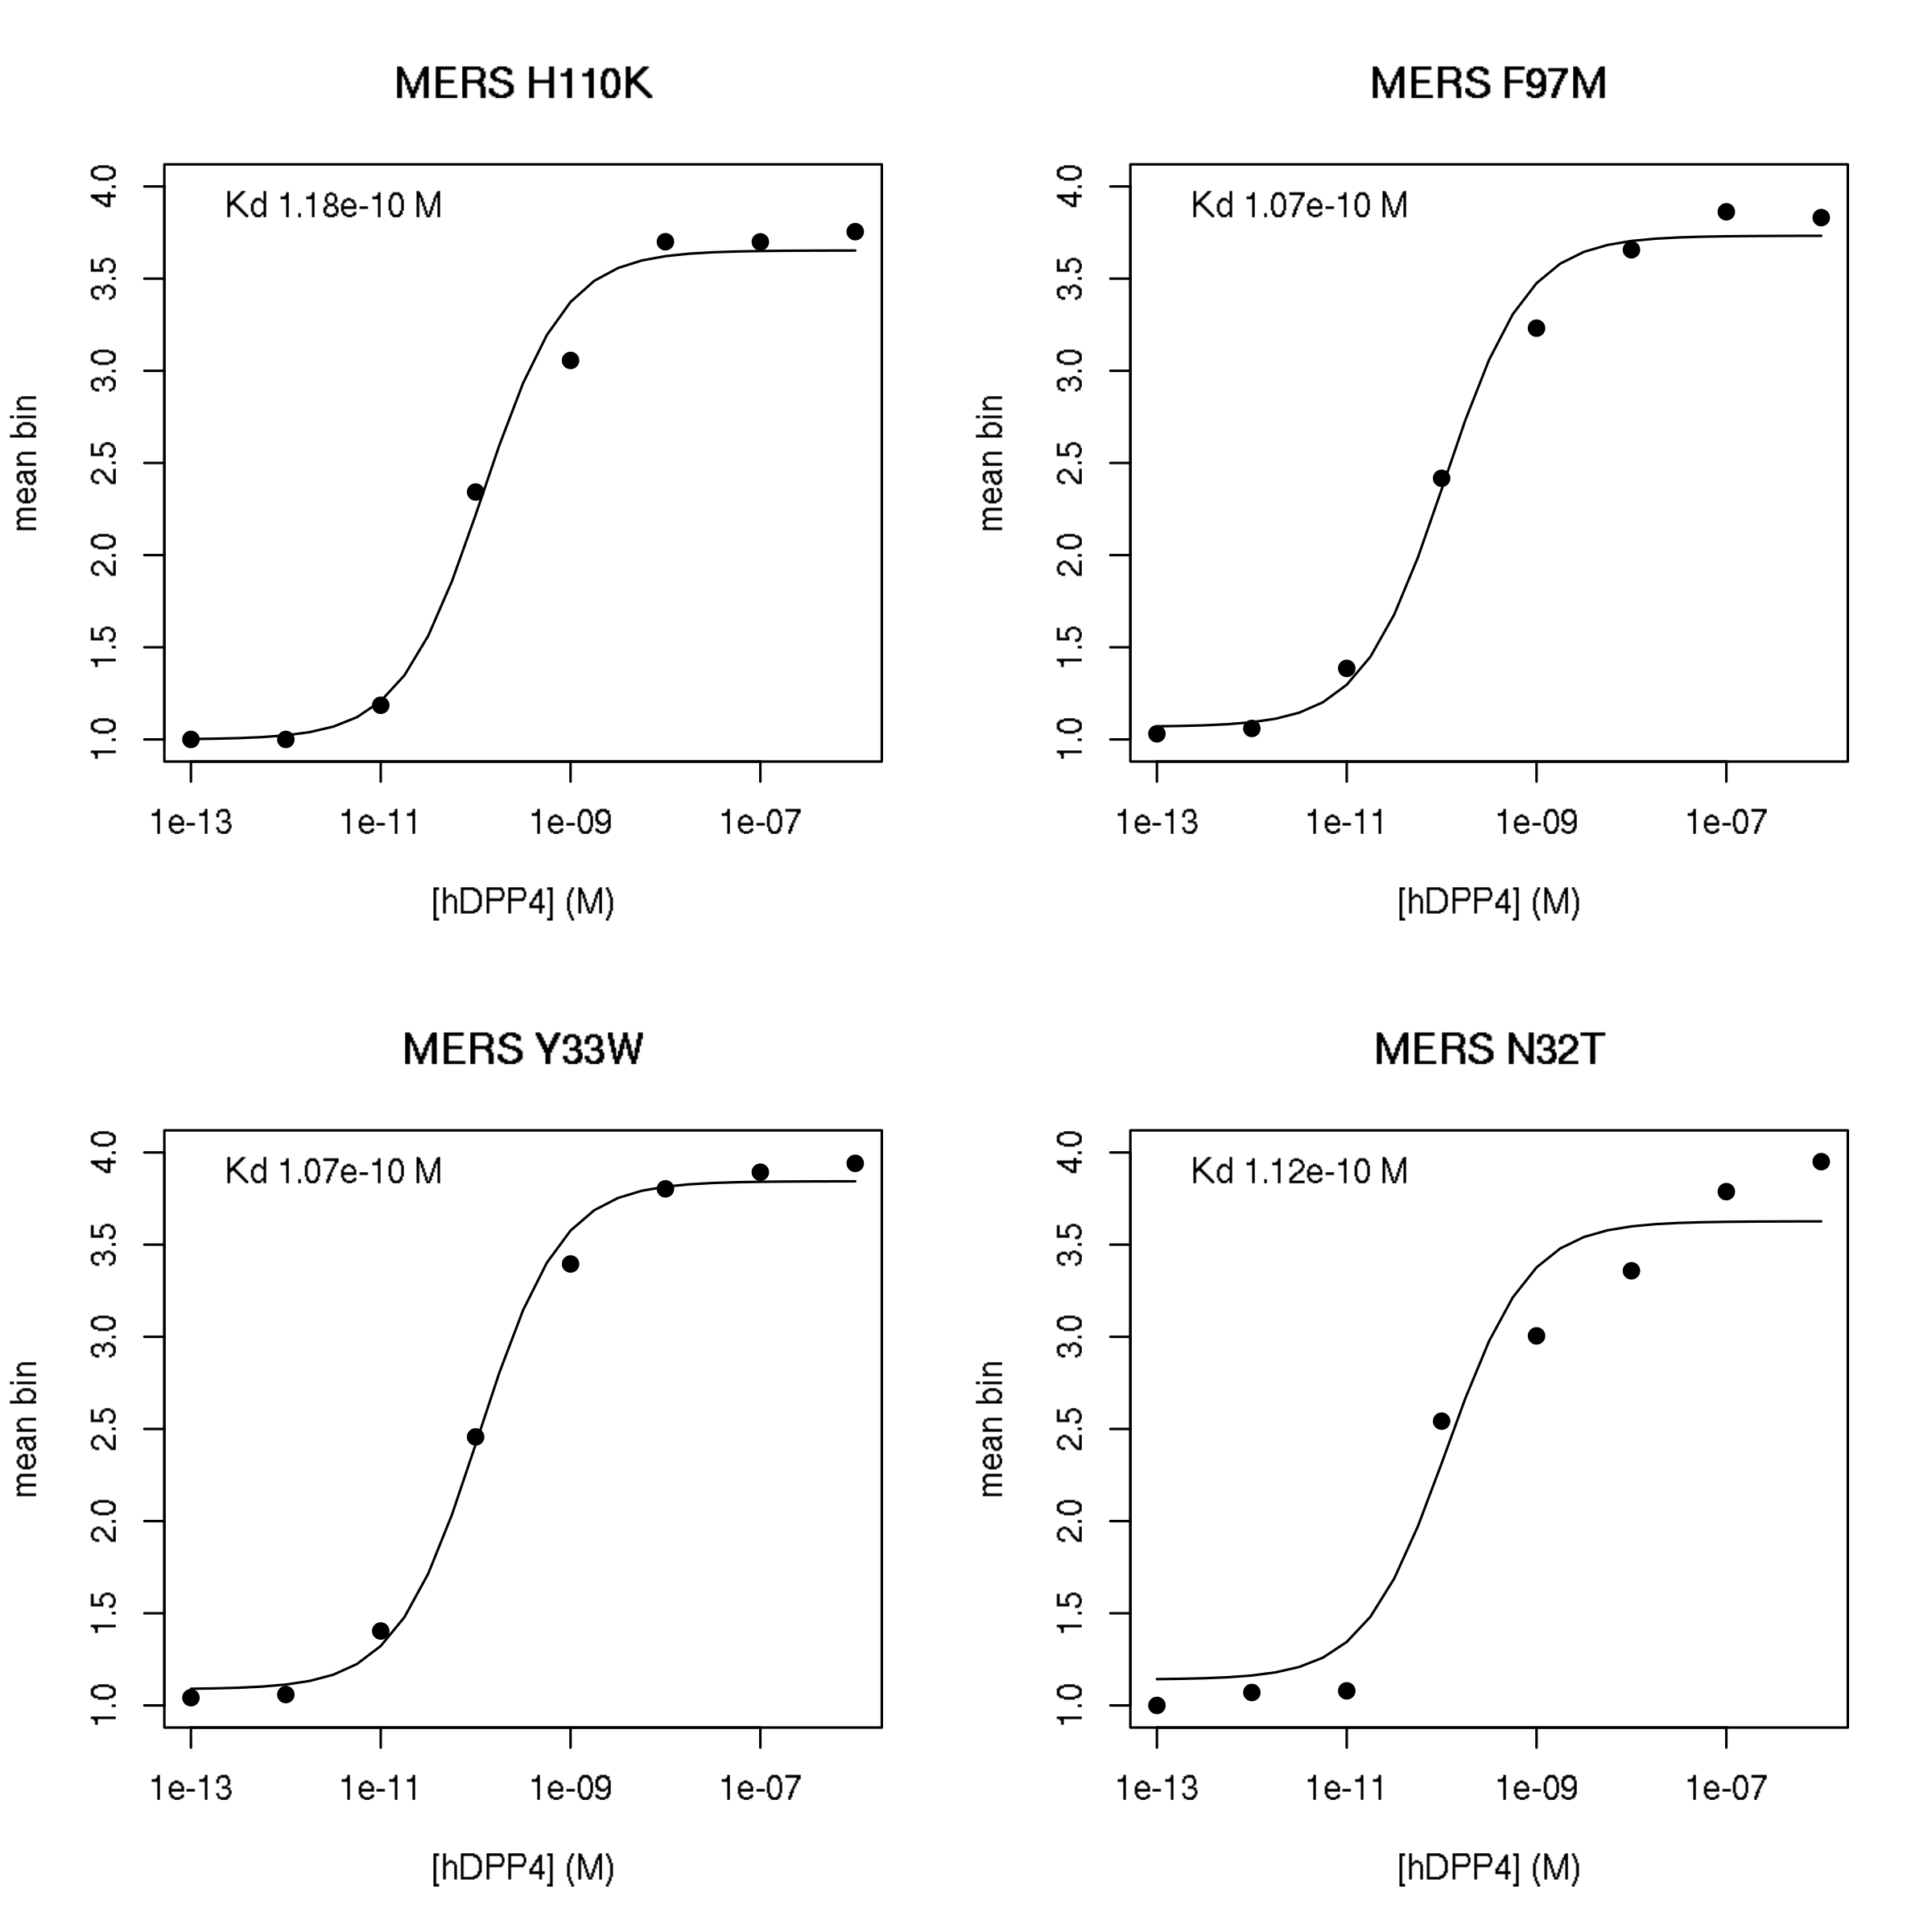 MERS H110K
Kd 1.18e-10 M
4.0
3.5
3.0
2.5
2.0
1.5
1.0
mean bin
1e-13 1e-11 1e-09 1e-07
[hDPP4] (M)
MERS F97M
Kd 1.07e-10 M
4.0
3.5
3.0
2.5
2.0
1.5
1.0
mean bin
1e-13 1e-11 1e-09 1e-07
[hDPP4] (M)
MERS Y33W
Kd 1.07e-10 M
4.0
3.5
3.0
2.5
2.0
1.5
1.0
mean bin
1e-13 1e-11 1e-09 1e-07
[hDPP4] (M)
MERS N32T
Kd 1.12e-10 M
4.0
3.5
3.0
2.5
2.0
1.5
1.0
mean bin
1e-13 1e-11 1e-09 1e-07
[hDPP4] (M)